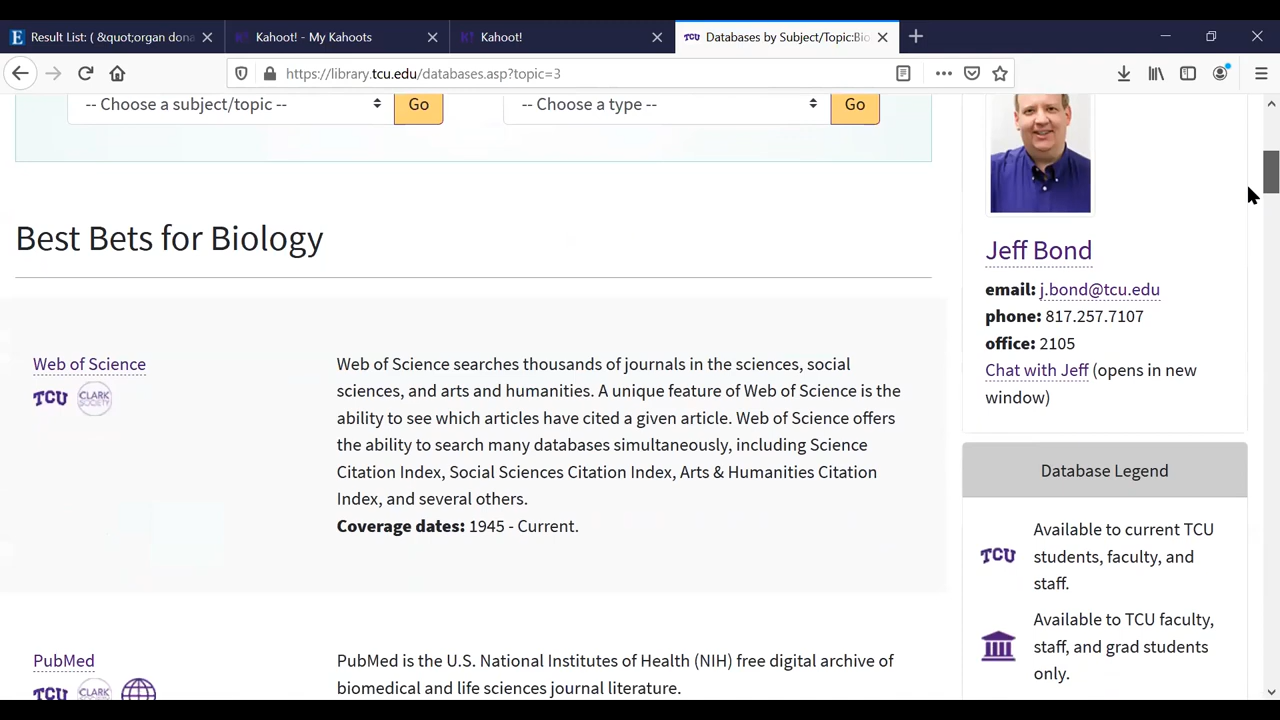 Result List: ( &quot;organ dona
Kahoot! - My Kahoots
Kahoot!
TCU Databases by Subject/Topic:Bio
https://library.tcu.edu/databases.asp?topic=3
-- Choose a subject/topic --
Go
-- Choose a type --
Go
Best Bets for Biology
Web of Science
TCU CLARK SOCIETY
Web of Science searches thousands of journals in the sciences, social
sciences, and arts and humanities. A unique feature of Web of Science is the
ability to see which articles have cited a given article. Web of Science offers
the ability to search many databases simultaneously, including Science
Citation Index, Social Sciences Citation Index, Arts & Humanities Citation
Index, and several others.
Coverage dates: 1945 - Current.
PubMed
TCU CLARK
PubMed is the U.S. National Institutes of Health (NIH) free digital archive of
biomedical and life sciences journal literature.
Jeff Bond
email: j.bond@tcu.edu
phone: 817.257.7107
office: 2105
Chat with Jeff (opens in new
window)
Database Legend
TCU
Available to current TCU
students, faculty, and
staff.
Available to TCU faculty,
staff, and grad students
only.